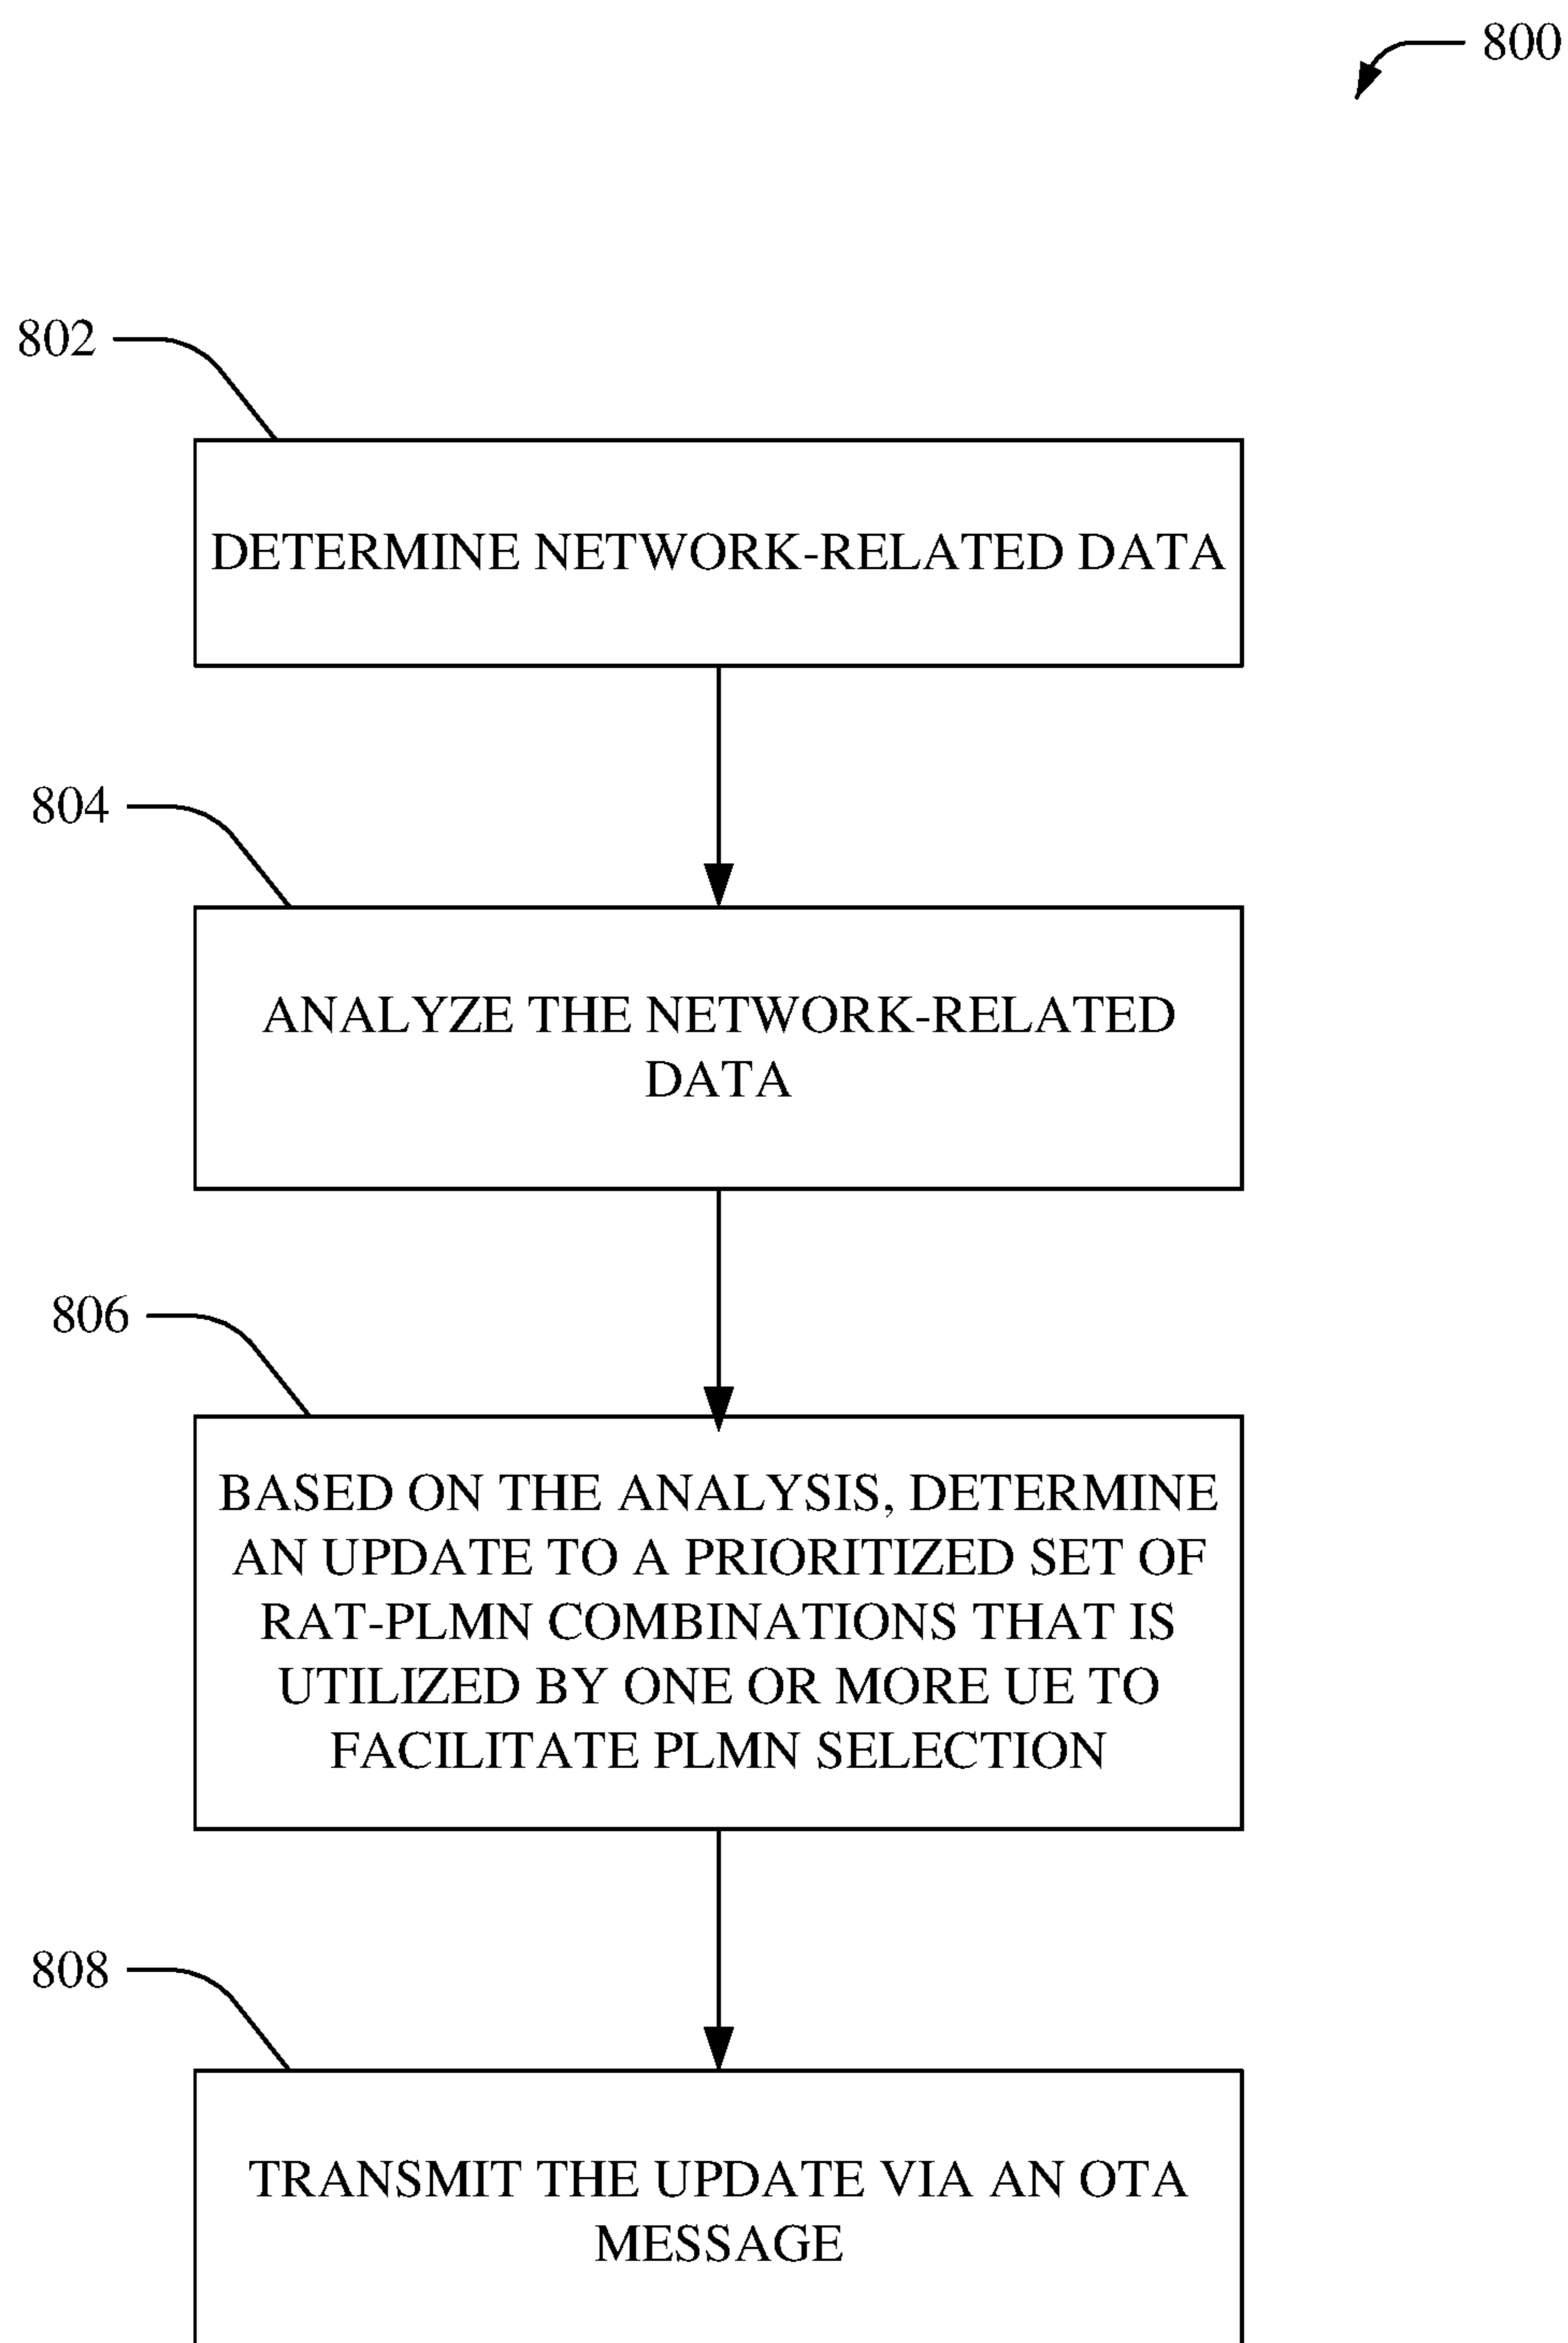 800
802
DETERMINE NETWORK-RELATED DATA
804
ANALYZE THE NETWORK-RELATED
DATA
806
BASED ON THE ANALYSIS, DETERMINE
AN UPDATE TO A PRIORITIZED SET OF
RAT-PLMN COMBINATIONS THAT IS
UTILIZED BY ONE OR MORE UE TO
FACILITATE PLMN SELECTION
808
TRANSMIT THE UPDATE VIA AN OTA
MESSAGE